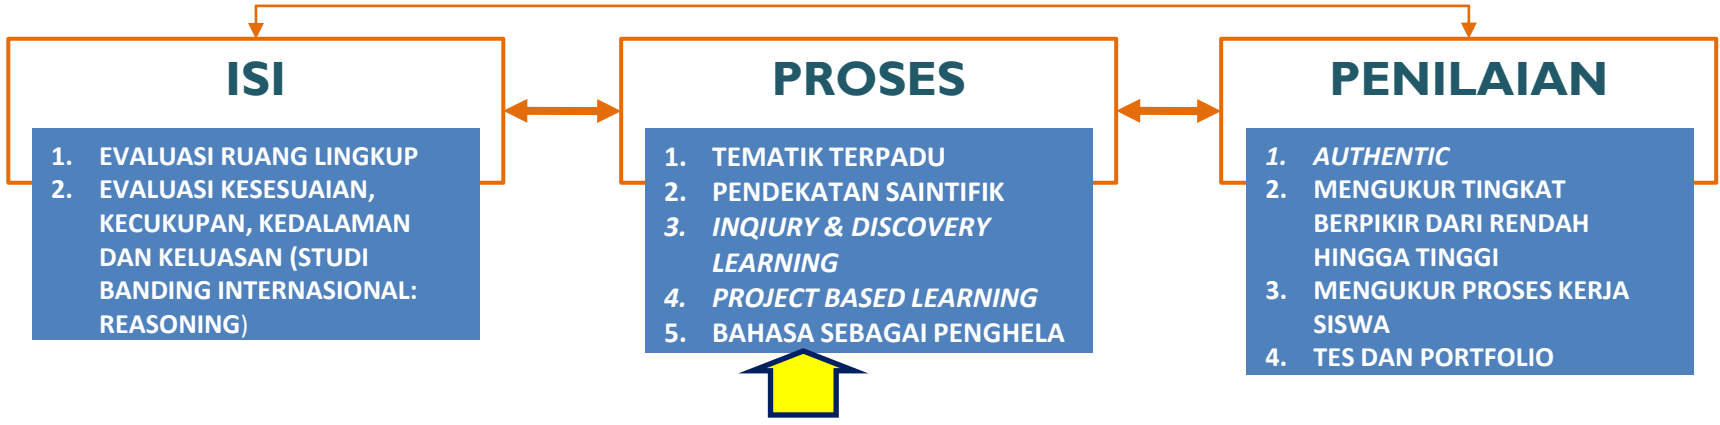 ISI
1. EVALUASI RUANG LINGKUP
2. EVALUASI KESESUAIAN,
KECUKUPAN, KEDALAMAN
DAN KELUASAN (STUDI
BANDING INTERNASIONAL:
REASONING)
PROSES
1. TEMATIK TERPADU
2. PENDEKATAN SAINTIFIK
3. INQIURY & DISCOVERY
LEARNING
4. PROJECT BASED LEARNING
5. BAHASA SEBAGAI PENGHELA
PENILAIAN
1. AUTHENTIC
2. MENGUKUR TINGKAT
BERPIKIR DARI RENDAH
HINGGA TINGGI
3. MENGUKUR PROSES KERJA
SISWA
4. TES DAN PORTFOLIO